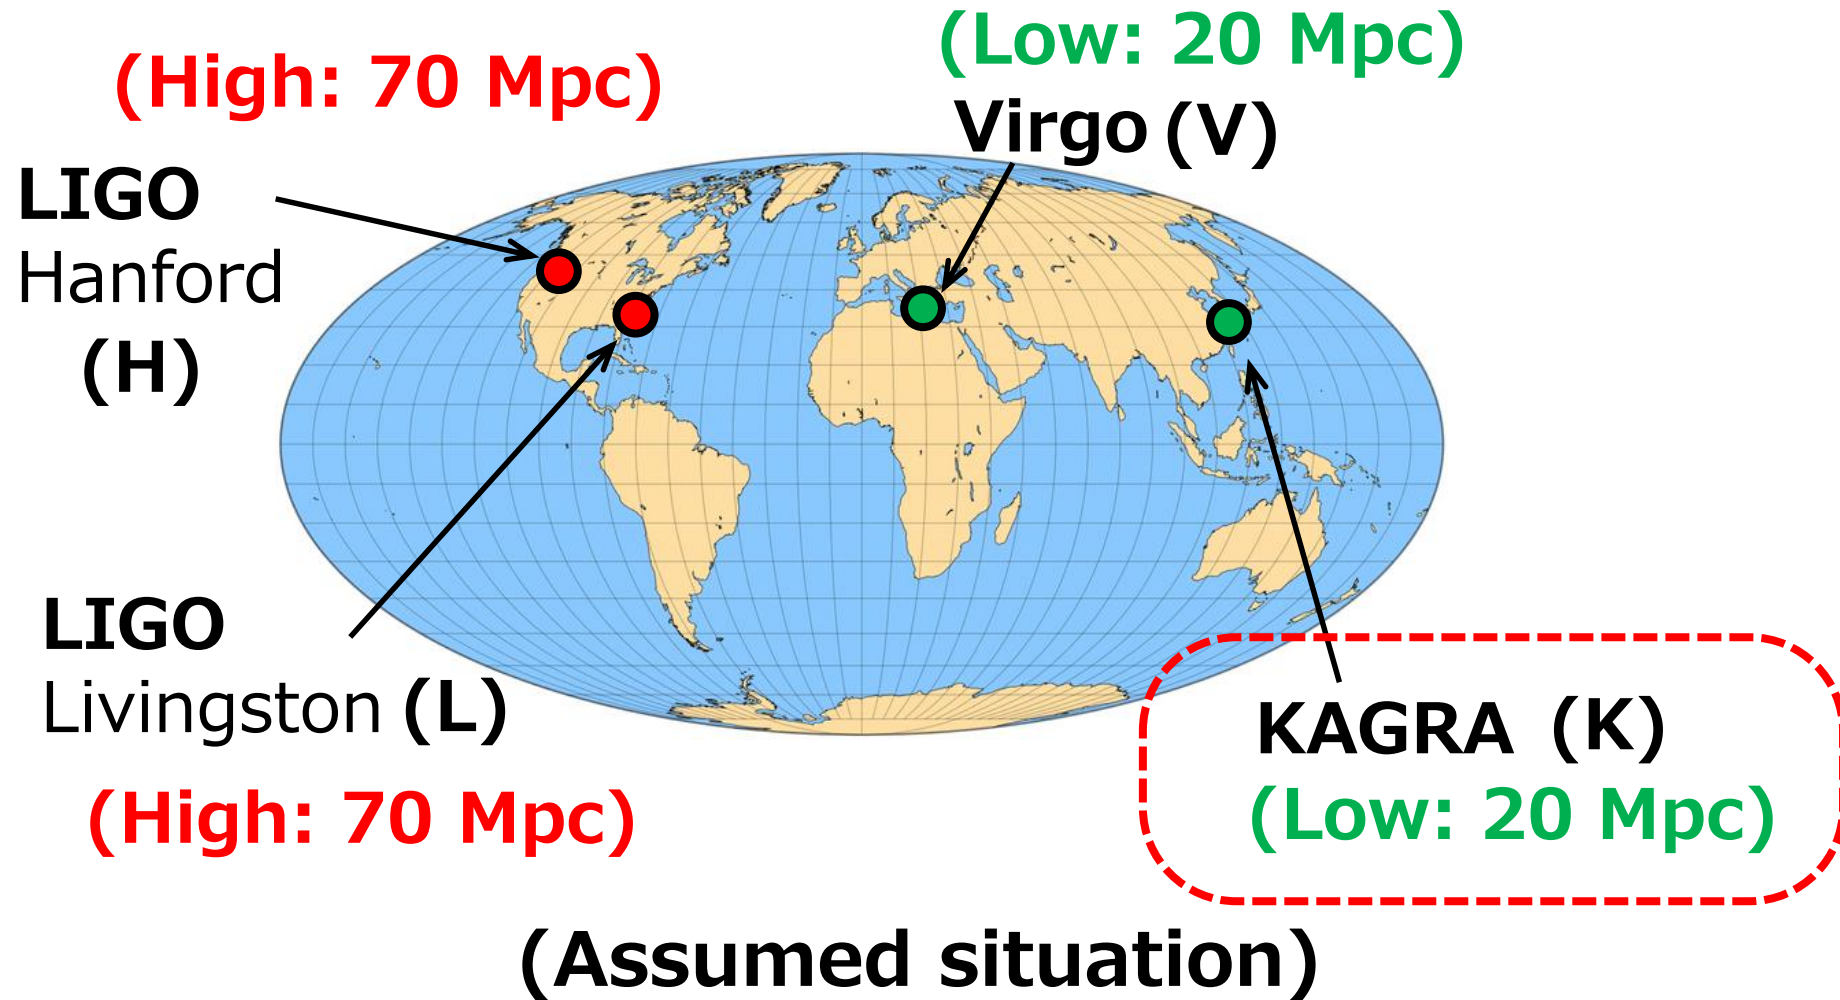 (High: 70 Mpc)
LIGO
Hanford
(H)
(Low: 20 Mpc)
Virgo (V)
LIGO
Livingston (L)
(High: 70 Mpc)
KAGRA (K)
(Low: 20 Mpc)
(Assumed situation)